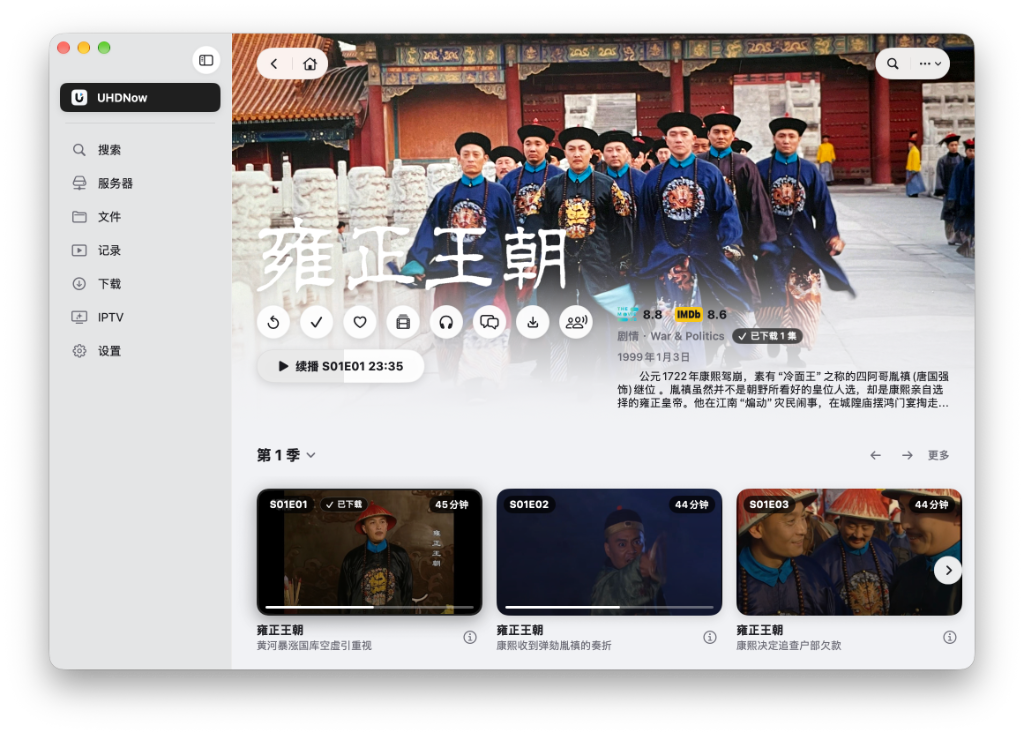 UHDNow
搜索
服务器
文件
记录
下载
IPTV
设置
雍正王朝
8.8 IMDb 8.6
剧情 · War & Politics 已下载 1 集
1999年1月3日
公元1722年康熙驾崩，素有“冷面王”之称的四阿哥胤禛(唐国强
饰)继位 。胤禛虽然并不是朝野所看好的皇位人选，却是康熙亲自选
择的雍正皇帝。他在江南“煽动”灾民闹事，在城隍庙摆鸿门宴掏走…
续播 S01E01 23:35
第 1 季
更多
S01E01 已下载 45分钟
雍正王朝
S01E02 44分钟
S01E03 44分钟
雍正王朝
黄河暴涨国库空虚引重视
雍正王朝
康熙收到弹劾胤禛的奏折
雍正王朝
康熙决定追查户部欠款